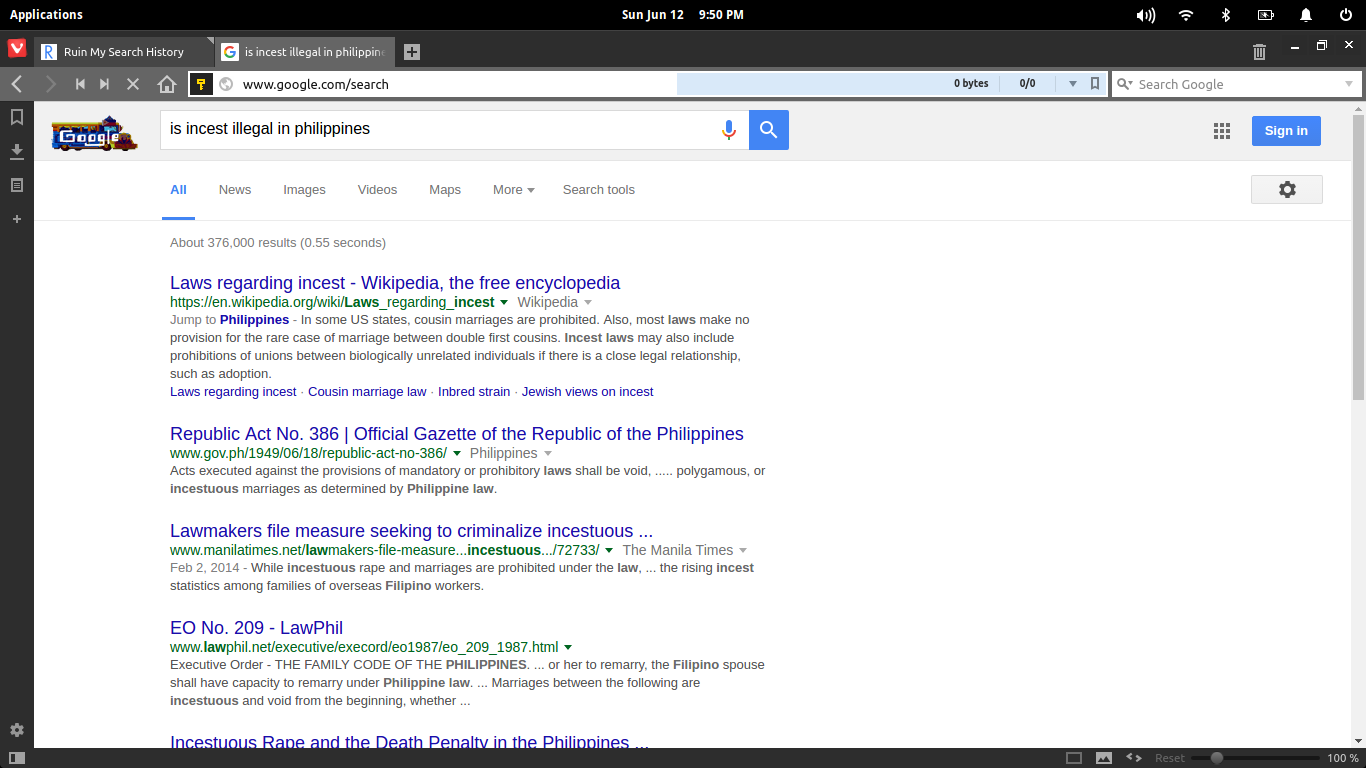 Applications
Sun Jun 12 9:50 PM
Ruin My Search History
is incest illegal in philippine
www.google.com/search
0 bytes
0/0
Search Google
Google
is incest illegal in philippines
Sign in
All News Images Videos Maps More Search tools
About 376,000 results (0.55 seconds)
Laws regarding incest - Wikipedia, the free encyclopedia
https://en.wikipedia.org/wiki/Laws_regarding_incest Wikipedia
Jump to Philippines - In some US states, cousin marriages are prohibited. Also, most laws make no
provision for the rare case of marriage between double first cousins. Incest laws may also include
prohibitions of unions between biologically unrelated individuals if there is a close legal relationship,
such as adoption.
Laws regarding incest · Cousin marriage law · Inbred strain · Jewish views on incest
Republic Act No. 386 | Official Gazette of the Republic of the Philippines
www.gov.ph/1949/06/18/republic-act-no-386/ Philippines
Acts executed against the provisions of mandatory or prohibitory laws shall be void, ..... polygamous, or
incestuous marriages as determined by Philippine law.
Lawmakers file measure seeking to criminalize incestuous ...
www.manilatimes.net/lawmakers-file-measure...incestuous.../72733/ The Manila Times
Feb 2, 2014 - While incestuous rape and marriages are prohibited under the law, ... the rising incest
statistics among families of overseas Filipino workers.
EO No. 209 - LawPhil
www.lawphil.net/executive/execord/eo1987/eo_209_1987.html
Executive Order - THE FAMILY CODE OF THE PHILIPPINES. ... or her to remarry, the Filipino spouse
shall have capacity to remarry under Philippine law. ... Marriages between the following are
incestuous and void from the beginning, whether ...
Incestuous Rape and the Death Penalty in the Philippines ...
Reset
100 %